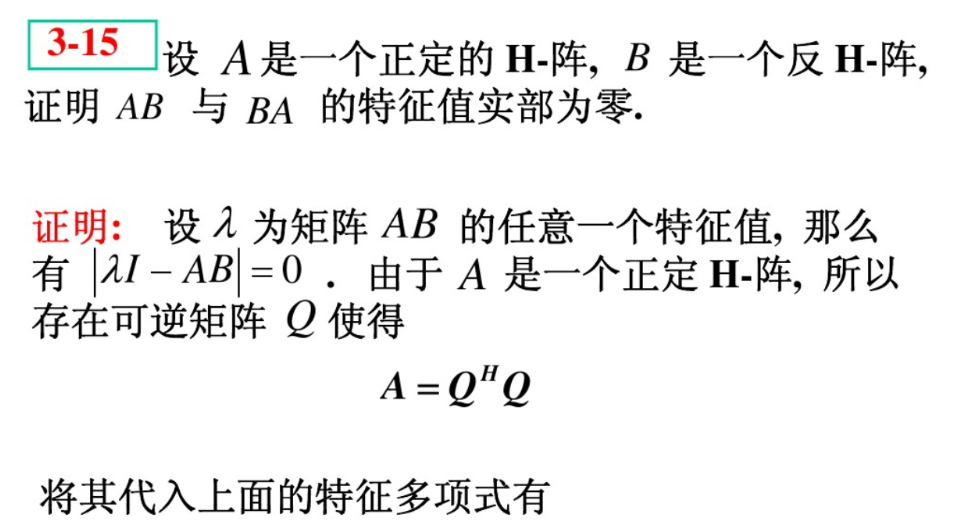 3-15 设 A 是一个正定的 H-阵, B 是一个反 H-阵,
证明 AB 与 BA 的特征值实部为零.
证明: 设 λ 为矩阵 AB 的任意一个特征值, 那么
有 |λI − AB| = 0 . 由于 A 是一个正定 H-阵, 所以
存在可逆矩阵 Q 使得
A = Q^H Q
将其代入上面的特征多项式有